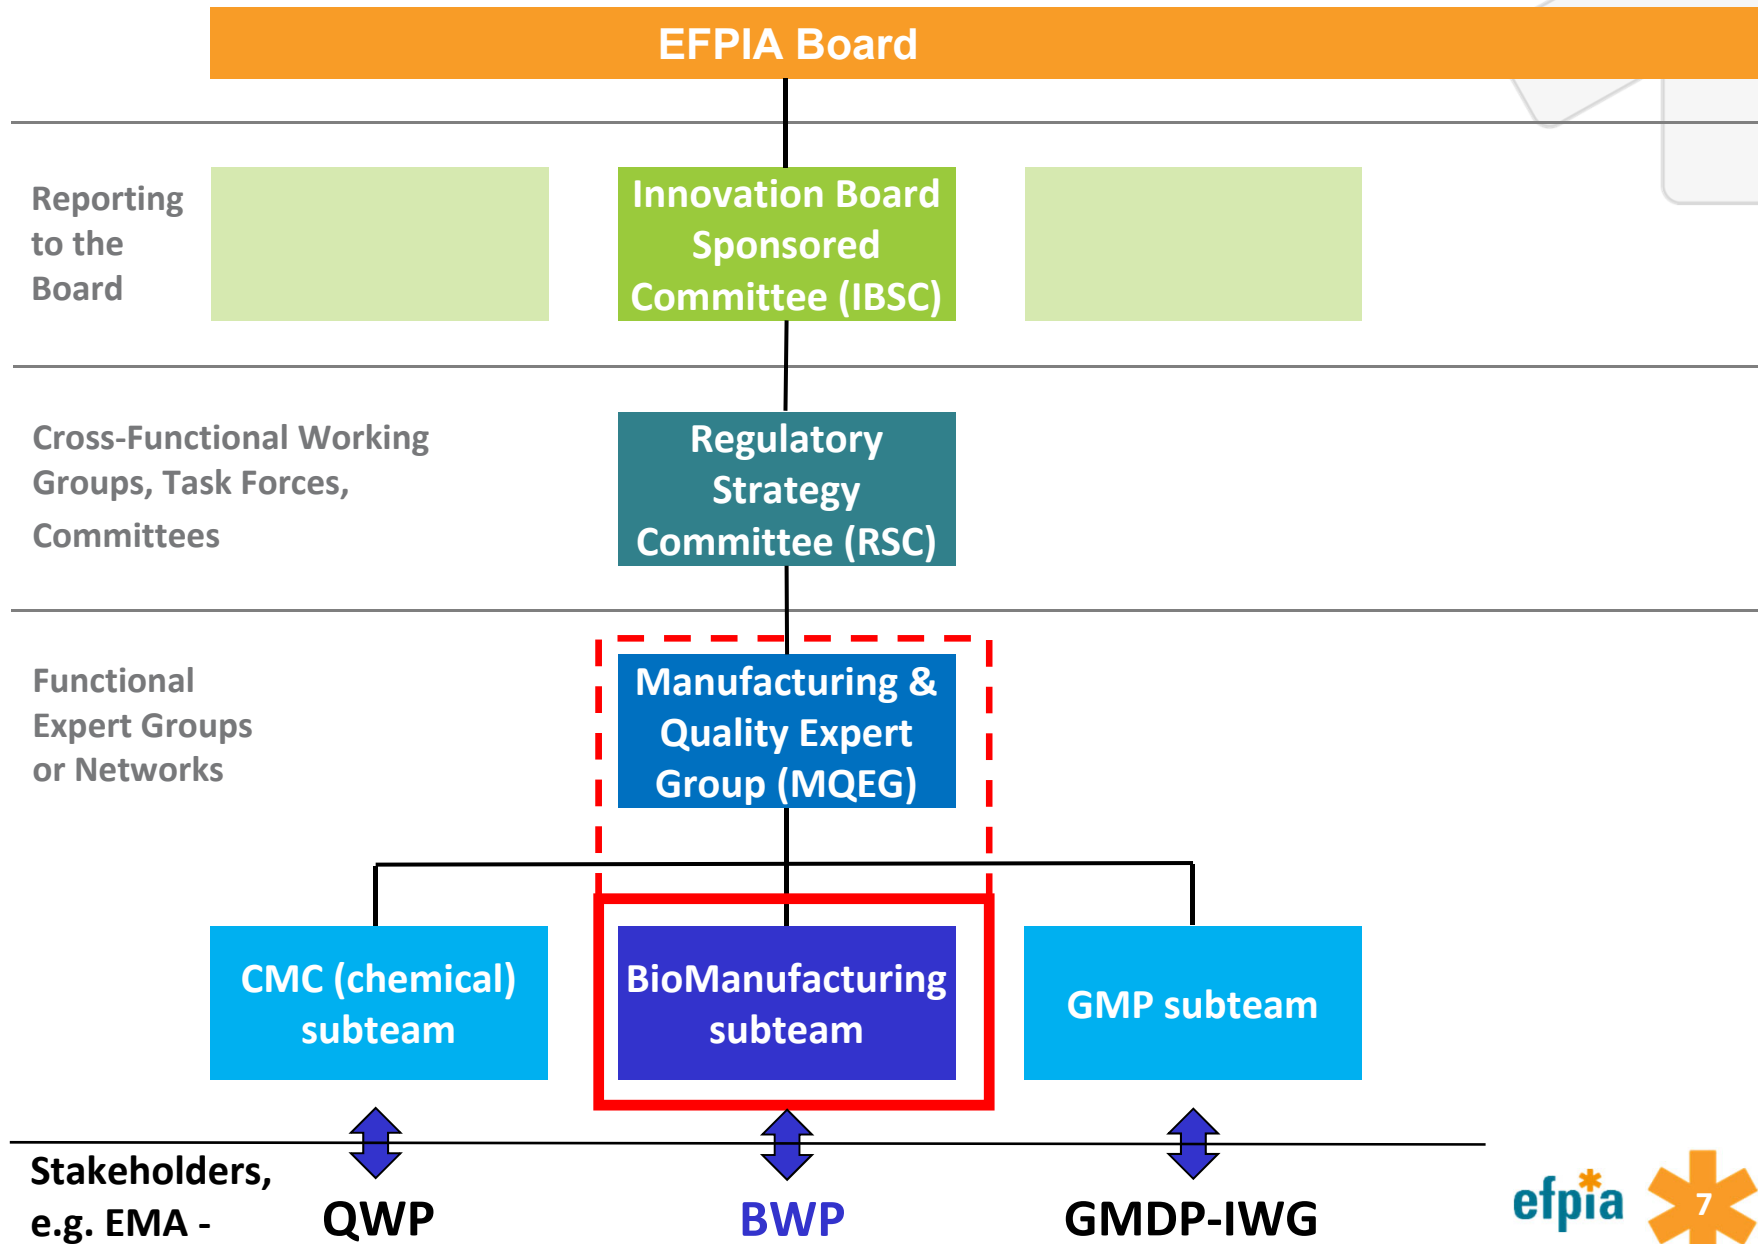 EFPIA Board
Reporting
to the
Board
Innovation Board
Sponsored
Committee (IBSC)
Cross-Functional Working
Groups, Task Forces,
Committees
Regulatory
Strategy
Committee (RSC)
Functional
Expert Groups
or Networks
Manufacturing &
Quality Expert
Group (MQEG)
CMC (chemical)
subteam
BioManufacturing
subteam
GMP subteam
Stakeholders,
e.g. EMA -
QWP
BWP
GMDP-IWG
efpia
7